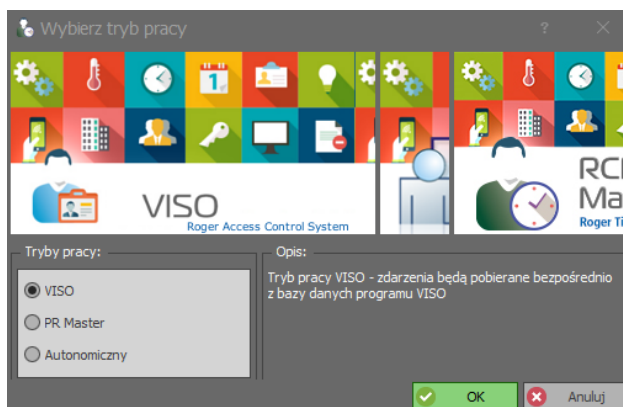 Wybierz tryb pracy
?
1
VISO
Roger Access Control System
RC
Ma
Roger Ti
Tryby pracy:
VISO
PR Master
Autonomiczny
Opis:
Tryb pracy VISO - zdarzenia będą pobierane bezpośrednio
z bazy danych programu VISO
OK
Anuluj